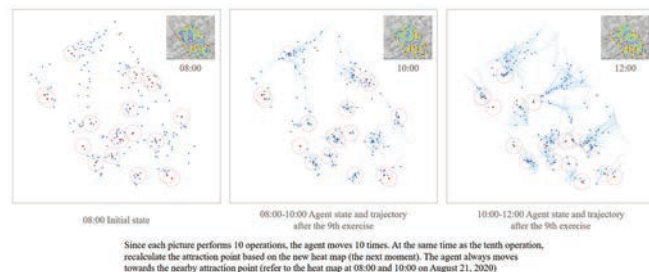 08:00
10:00
12:00
08:00 Initial state
08:00-10:00 Agent state and trajectory
after the 9th exercise
10:00-12:00 Agent state and trajectory
after the 9th exercise
Since each picture performs 10 operations, the agent moves 10 times. At the same time as the tenth operation,
recalculate the attraction point based on the new heat map (the next moment). The agent always moves
towards the nearby attraction point (refer to the heat map at 08:00 and 10:00 on August 21, 2020)